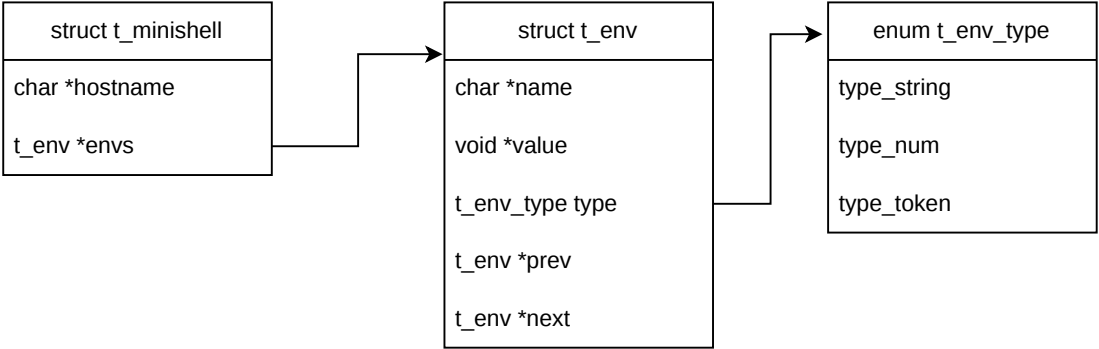 struct t_minishell
char *hostname
t_env *envs
struct t_env
char *name
void *value
t_env_type type
t_env *prev
t_env *next
enum t_env_type
type_string
type_num
type_token